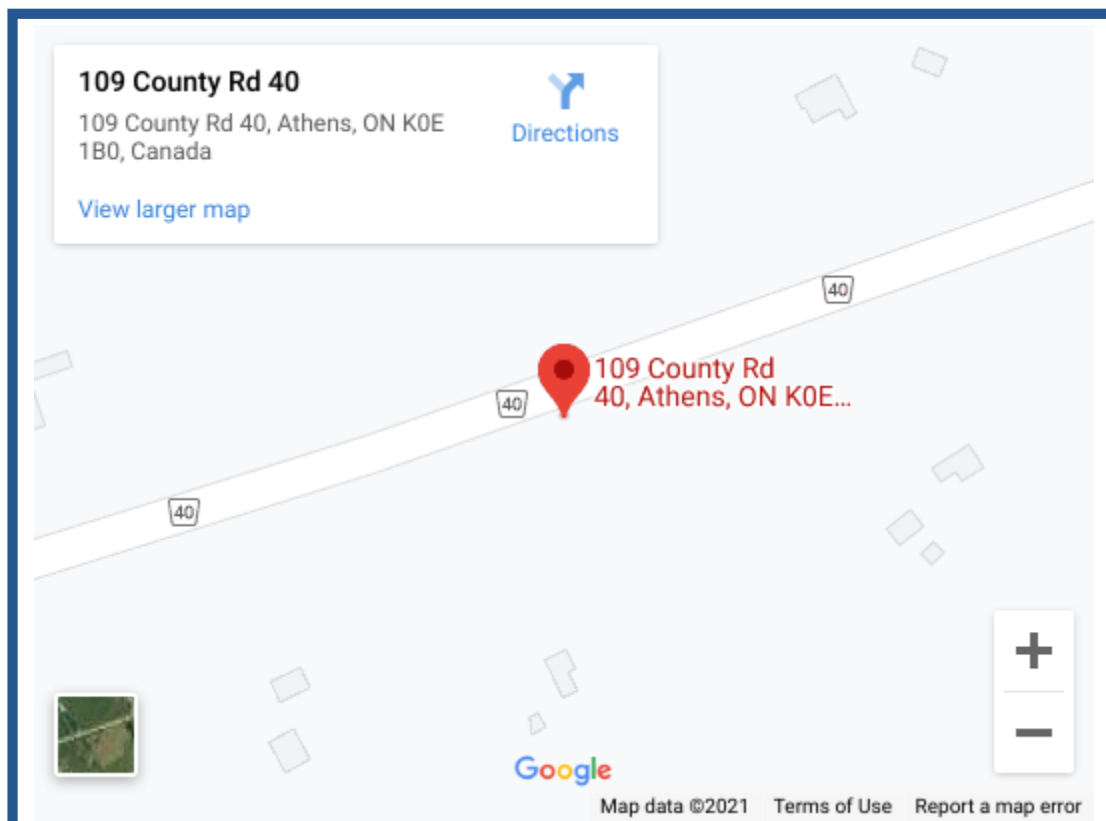 109 County Rd 40
109 County Rd 40, Athens, ON K0E
1B0, Canada
Directions
View larger map
40
109 County Rd
40, Athens, ON K0E...
40
40
Google
Map data ©2021 Terms of Use Report a map error